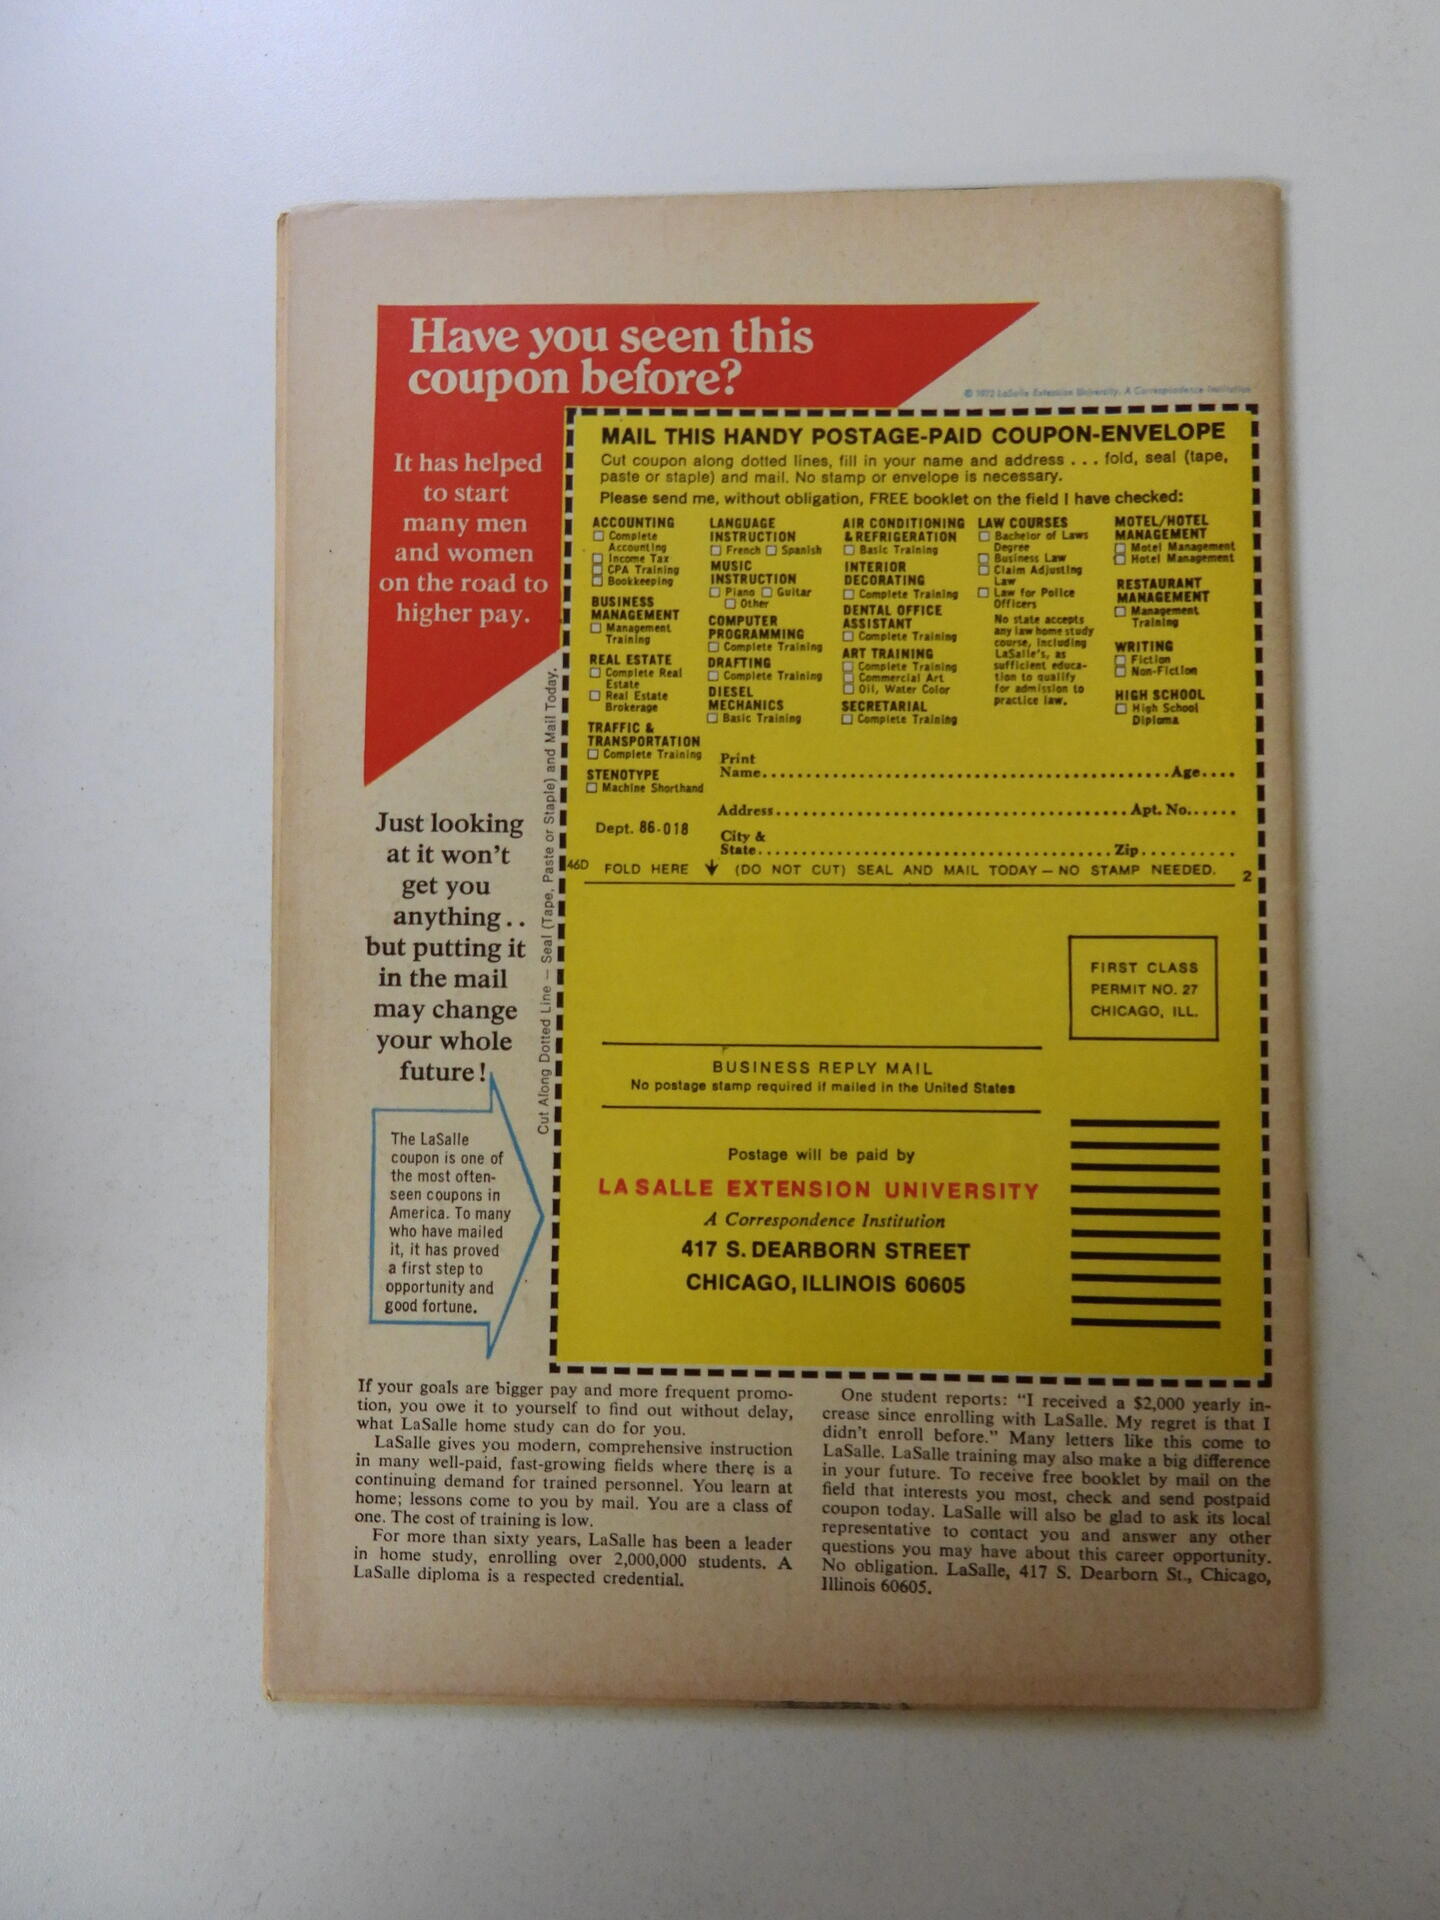 Have you seen this
coupon before?
It has helped
to start
many men
and women
on the road to
higher pay.
© 1972 LaSalle Extension University. A Correspondence Institution
MAIL THIS HANDY POSTAGE-PAID COUPON-ENVELOPE
Cut coupon along dotted lines, fill in your name and address . . . fold, seal (tape,
paste or staple) and mail. No stamp or envelope is necessary.
Please send me, without obligation, FREE booklet on the field I have checked:
ACCOUNTING
Complete
Accounting
Income Tax
CPA Training
Bookkeeping
BUSINESS
MANAGEMENT
Management
Training
REAL ESTATE
Complete Real
Estate
Real Estate
Brokerage
TRAFFIC &
TRANSPORTATION
Complete Training
STENOTYPE
Machine Shorthand
LANGUAGE
INSTRUCTION
French Spanish
MUSIC
INSTRUCTION
Piano Guitar
Other
COMPUTER
PROGRAMMING
Complete Training
DRAFTING
Complete Training
DIESEL
MECHANICS
Basic Training
AIR CONDITIONING
& REFRIGERATION
Basic Training
INTERIOR
DECORATING
Complete Training
DENTAL OFFICE
ASSISTANT
Complete Training
ART TRAINING
Complete Training
Commercial Art
Oil, Water Color
SECRETARIAL
Complete Training
LAW COURSES
Bachelor of Laws
Degree
Business Law
Claim Adjusting
Law
Law for Police
Officers
No state accepts
any law home study
course, including
LaSalle's, as
sufficient educa-
tion to qualify
for admission to
practice law.
MOTEL/HOTEL
MANAGEMENT
Motel Management
Hotel Management
RESTAURANT
MANAGEMENT
Management
Training
WRITING
Fiction
Non-Fiction
HIGH SCHOOL
High School
Diploma
Print
Name..........Age....
Address..........Apt. No......
Dept. 86-018
City &
State..........Zip..........
46D FOLD HERE ↓ (DO NOT CUT) SEAL AND MAIL TODAY — NO STAMP NEEDED. 2
Cut Along Dotted Line — Seal (Tape, Paste or Staple) and Mail Today.
Just looking
at it won't
get you
anything . .
but putting it
in the mail
may change
your whole
future!
The LaSalle
coupon is one of
the most often-
seen coupons in
America. To many
who have mailed
it, it has proved
a first step to
opportunity and
good fortune.
FIRST CLASS
PERMIT NO. 27
CHICAGO, ILL.
BUSINESS REPLY MAIL
No postage stamp required if mailed in the United States
Postage will be paid by
LA SALLE EXTENSION UNIVERSITY
A Correspondence Institution
417 S. DEARBORN STREET
CHICAGO, ILLINOIS 60605
If your goals are bigger pay and more frequent promo-
tion, you owe it to yourself to find out without delay,
what LaSalle home study can do for you.
LaSalle gives you modern, comprehensive instruction
in many well-paid, fast-growing fields where there is a
continuing demand for trained personnel. You learn at
home; lessons come to you by mail. You are a class of
one. The cost of training is low.
For more than sixty years, LaSalle has been a leader
in home study, enrolling over 2,000,000 students. A
LaSalle diploma is a respected credential.
One student reports: "I received a $2,000 yearly in-
crease since enrolling with LaSalle. My regret is that I
didn't enroll before." Many letters like this come to
LaSalle. LaSalle training may also make a big difference
in your future. To receive free booklet by mail on the
field that interests you most, check and send postpaid
coupon today. LaSalle will also be glad to ask its local
representative to contact you and answer any other
questions you may have about this career opportunity.
No obligation. LaSalle, 417 S. Dearborn St., Chicago,
Illinois 60605.